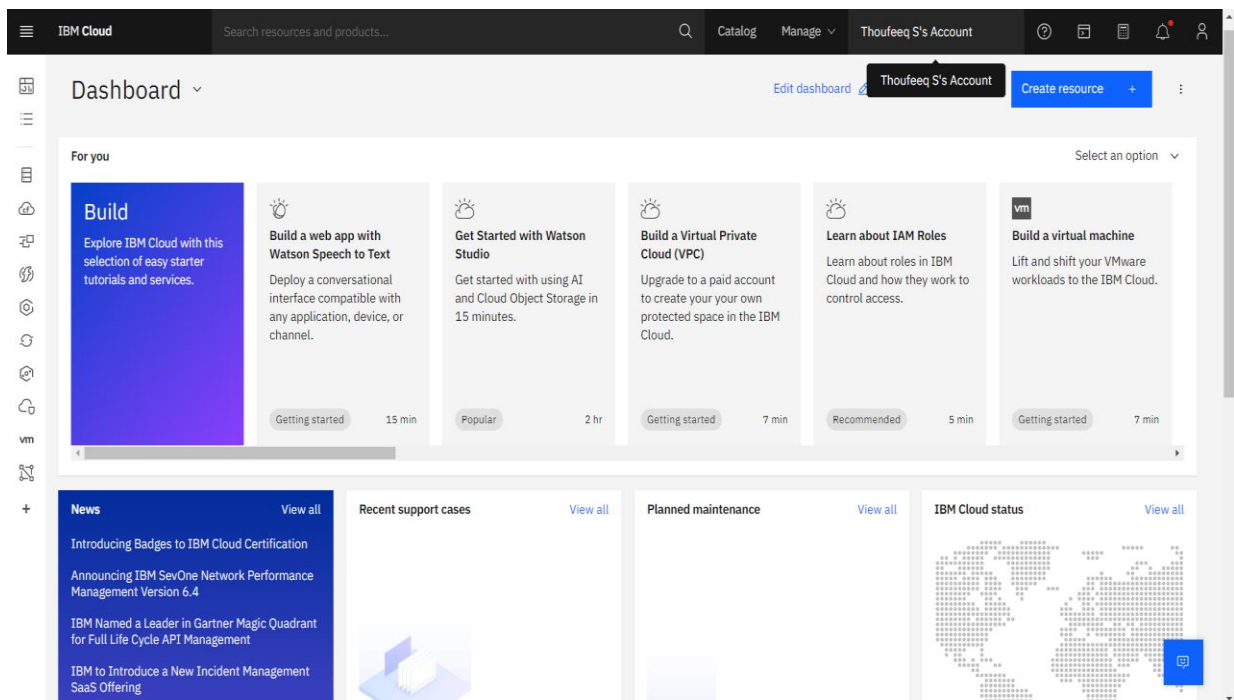 IBM Cloud
Search resources and products...
Catalog
Manage
Thoufeeq S's Account
Thoufeeq S's Account
Dashboard
Edit dashboard
Create resource +
For you
Select an option
Build
Explore IBM Cloud with this
selection of easy starter
tutorials and services.
Build a web app with
Watson Speech to Text
Deploy a conversational
interface compatible with
any application, device, or
channel.
Getting started
15 min
Get Started with Watson
Studio
Get started with using AI
and Cloud Object Storage in
15 minutes.
Popular
2 hr
Build a Virtual Private
Cloud (VPC)
Upgrade to a paid account
to create your your own
protected space in the IBM
Cloud.
Getting started
7 min
Learn about IAM Roles
Learn about roles in IBM
Cloud and how they work to
control access.
Recommended
5 min
vm
Build a virtual machine
Lift and shift your VMware
workloads to the IBM Cloud.
Getting started
7 min
vm
News
View all
Introducing Badges to IBM Cloud Certification
Announcing IBM SevOne Network Performance
Management Version 6.4
IBM Named a Leader in Gartner Magic Quadrant
for Full Life Cycle API Management
IBM to Introduce a New Incident Management
SaaS Offering
Recent support cases
View all
Planned maintenance
View all
IBM Cloud status
View all